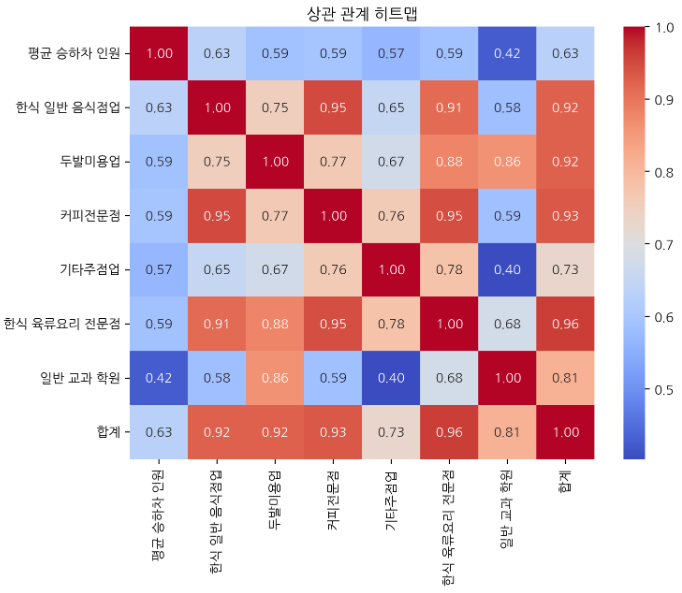 상관 관계 히트맵
평균 승하차 인원 1.00 0.63 0.59 0.59 0.57 0.59 0.42 0.63
한식 일반 음식점업 0.63 1.00 0.75 0.95 0.65 0.91 0.58 0.92
두발미용업 0.59 0.75 1.00 0.77 0.67 0.88 0.86 0.92
커피전문점 0.59 0.95 0.77 1.00 0.76 0.95 0.59 0.93
기타주점업 0.57 0.65 0.67 0.76 1.00 0.78 0.40 0.73
한식 육류요리 전문점 0.59 0.91 0.88 0.95 0.78 1.00 0.68 0.96
일반 교과 학원 0.42 0.58 0.86 0.59 0.40 0.68 1.00 0.81
합계 0.63 0.92 0.92 0.93 0.73 0.96 0.81 1.00
평균 승하차 인원
한식 일반 음식점업
두발미용업
커피전문점
기타주점업
한식 육류요리 전문점
일반 교과 학원
합계
1.0
0.9
0.8
0.7
0.6
0.5